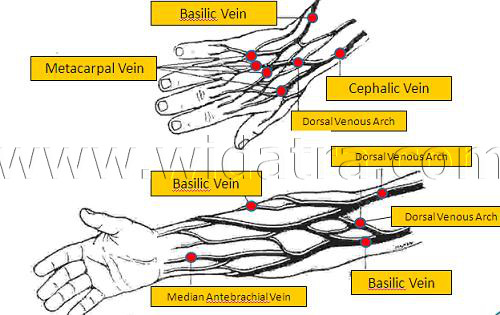 Basilic Vein
Metacarpal Vein
Cephalic Vein
Dorsal Venous Arch
www.widatra.com
Dorsal Venous Arch
Basilic Vein
Dorsal Venous Arch
Basilic Vein
Median Antebrachial Vein